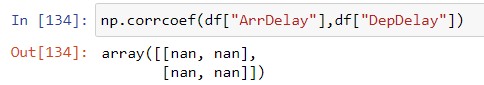 In [134]: np.corrcoef(df["ArrDelay"],df["DepDelay"])
Out[134]: array([[nan, nan],
[nan, nan]])